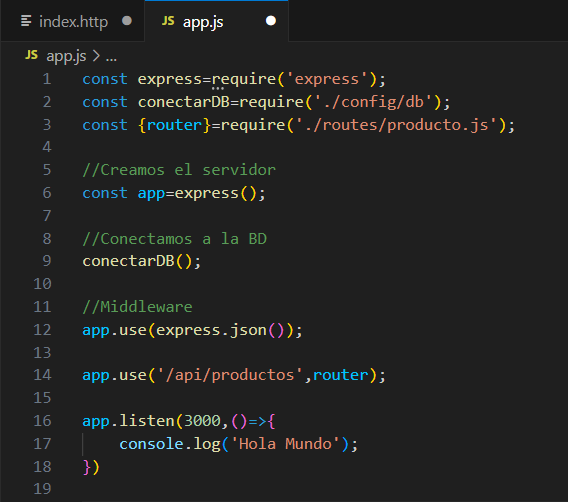 index.http
JS app.js
JS app.js > ...
1 const express=require('express');
2 const conectarDB=require('./config/db');
3 const {router}=require('./routes/producto.js');
4
5 //Creamos el servidor
6 const app=express();
7
8 //Conectamos a la BD
9 conectarDB();
10
11 //Middleware
12 app.use(express.json());
13
14 app.use('/api/productos',router);
15
16 app.listen(3000,()=>{
17     console.log('Hola Mundo');
18 })
19